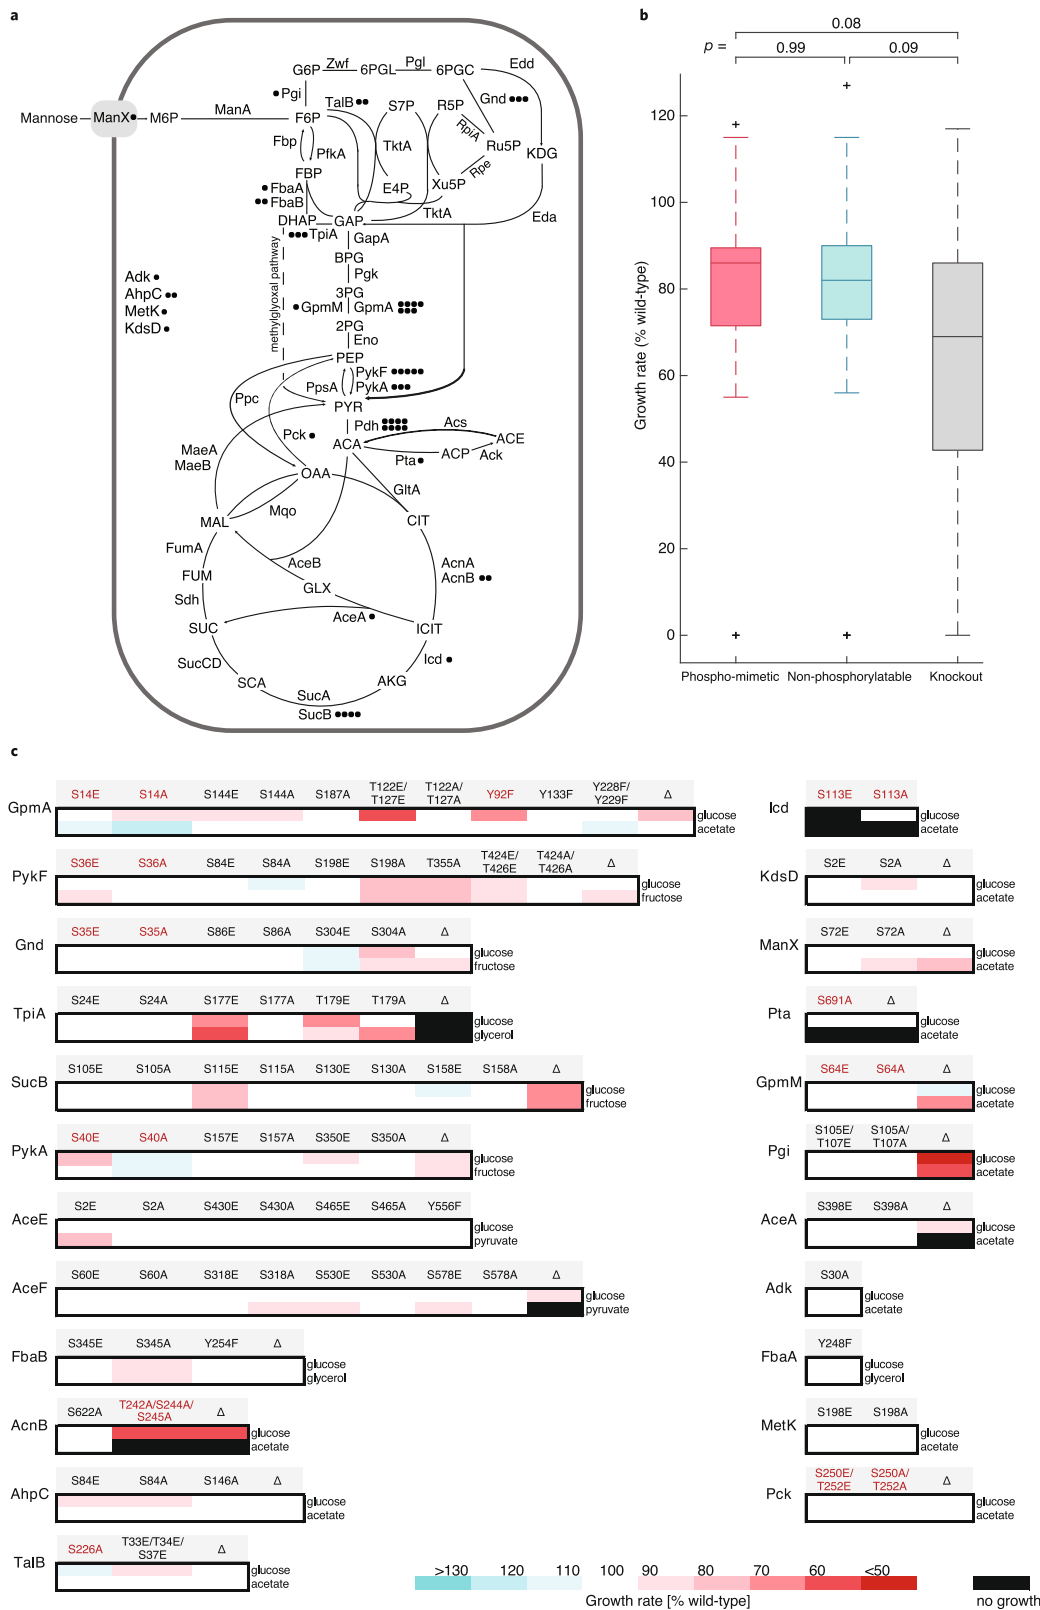 a
Mannose
ManX
M6P
ManA
G6P
Zwf
6PGL
Pgl
6PGC
Edd
Pgi
TalB
S7P
R5P
Gnd
F6P
RpiA
Ru5P
KDG
Fbp
PfkA
TktA
Rpe
FBP
E4P
Xu5P
FbaA
FbaB
DHAP
GAP
TktA
Eda
TpiA
GapA
BPG
Pgk
methylglyoxal pathway
3PG
GpmM
GpmA
2PG
Eno
PEP
PykF
PykA
PpsA
PYR
Adk
AhpC
MetK
KdsD
Ppc
Pdh
Acs
Pck
ACA
ACE
MaeA
MaeB
Pta
ACP
Ack
OAA
GltA
Mqo
MAL
CIT
FumA
AceB
AcnA
AcnB
FUM
GLX
Sdh
SUC
AceA
ICIT
SucCD
Icd
SCA
AKG
SucA
SucB
b
0.08
p =
0.99
0.09
Growth rate (% wild-type)
120
100
80
60
40
20
0
Phospho-mimetic
Non-phosphorylatable
Knockout
c
GpmA
S14E S14A S144E S144A S187A T122E/ T122A/ Y92F Y133F Y228F/ Δ
T127E T127A Y229F
glucose
acetate
PykF
S36E S36A S84E S84A S198E S198A T355A T424E/ T424A/ Δ
T426E T426A
glucose
fructose
Gnd
S35E S35A S86E S86A S304E S304A Δ
glucose
fructose
TpiA
S24E S24A S177E S177A T179E T179A Δ
glucose
glycerol
SucB
S105E S105A S115E S115A S130E S130A S158E S158A Δ
glucose
fructose
PykA
S40E S40A S157E S157A S350E S350A Δ
glucose
fructose
AceE
S2E S2A S430E S430A S465E S465A Y556F
glucose
pyruvate
AceF
S60E S60A S318E S318A S530E S530A S578E S578A Δ
glucose
pyruvate
FbaB
S345E S345A Y254F Δ
glucose
glycerol
AcnB
S622A T242A/S244A/ Δ
S245A
glucose
acetate
AhpC
S84E S84A S146A Δ
glucose
acetate
TalB
S226A T33E/T34E/ Δ
S37E
glucose
acetate
Icd
S113E S113A
glucose
acetate
KdsD
S2E S2A Δ
glucose
acetate
ManX
S72E S72A Δ
glucose
acetate
Pta
S691A Δ
glucose
acetate
GpmM
S64E S64A Δ
glucose
acetate
Pgi
S105E/ S105A/ Δ
T107E T107A
glucose
acetate
AceA
S398E S398A Δ
glucose
acetate
Adk
S30A
glucose
acetate
FbaA
Y248F
glucose
glycerol
MetK
S198E S198A
glucose
acetate
Pck
S250E/ S250A/ Δ
T252E T252A
glucose
acetate
>130 120 110 100 90 80 70 60 <50
Growth rate [% wild-type]
no growth